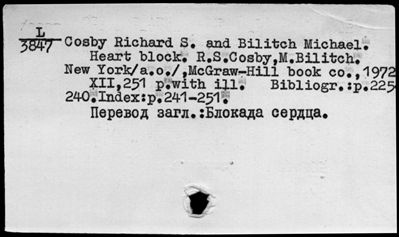 L
3847
Cosby Richard S. and Bilitch Michael.
Heart block. R.S.Cosby,M.Bilitch.
New York/a.o./,McGraw-Hill book co.,1972
XII,251 p.with ill. Bibliogr.:p.225
240.Index:p.241-251.
Перевод загл.:Блокада сердца.